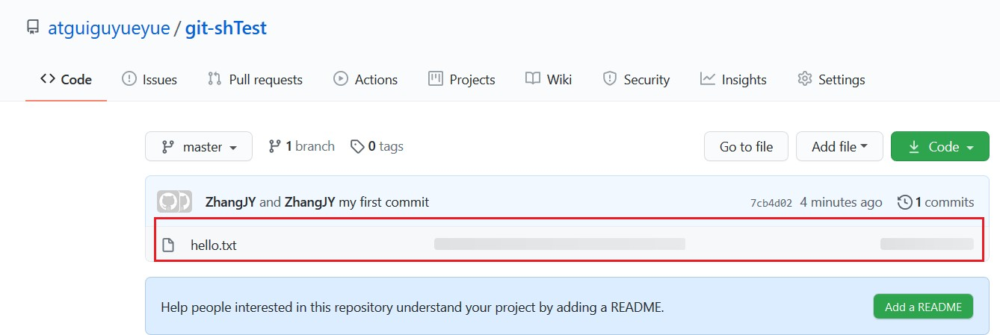 atguiguyueyue / git-shTest
Code Issues Pull requests Actions Projects Wiki Security Insights Settings
master 1 branch 0 tags Go to file Add file Code
ZhangJY and ZhangJY my first commit 7cb4d02 4 minutes ago 1 commits
hello.txt
Help people interested in this repository understand your project by adding a README. Add a README